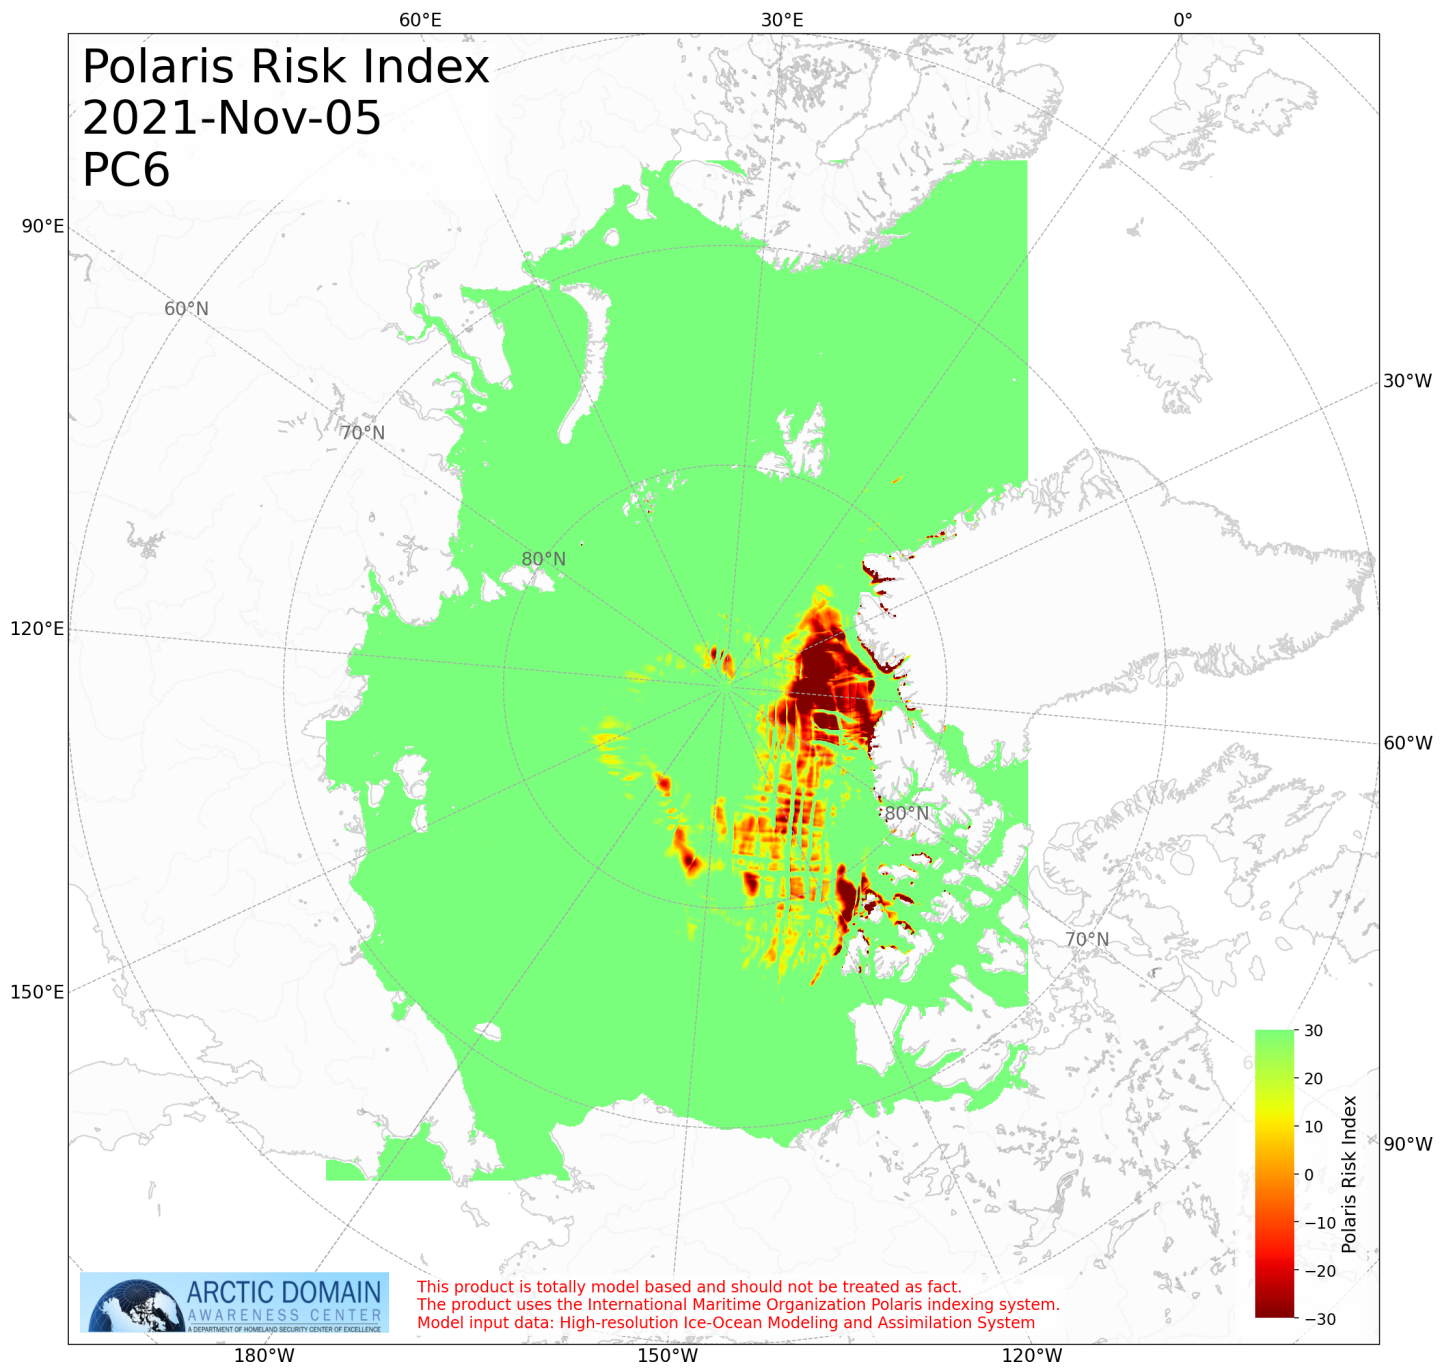 60°E
30°E
0°
Polaris Risk Index
2021-Nov-05
PC6
90°E
60°N
30°W
70°N
80°N
120°E
60°W
80°N
70°N
150°E
30
20
10
0
−10
−20
−30
Polaris Risk Index
90°W
ARCTIC DOMAIN
AWARENESS CENTER
A DEPARTMENT OF HOMELAND SECURITY CENTER OF EXCELLENCE
This product is totally model based and should not be treated as fact.
The product uses the International Maritime Organization Polaris indexing system.
Model input data: High-resolution Ice-Ocean Modeling and Assimilation System
180°W
150°W
120°W